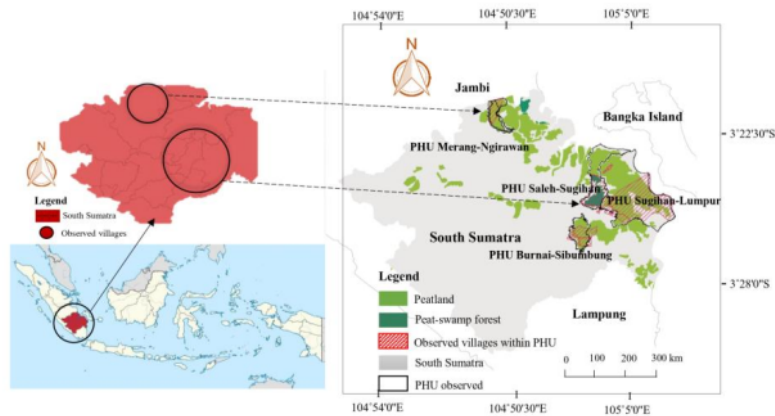 N
Legend
South Sumatra
Observed villages
104°54'0"E
104°50'30"E
105°5'0"E
N
Jambi
Bangka Island
3°22'30"S
PHU Merang-Ngirawan
PHU Saleh-Sugihan
PHU Sugihan-Lumpur
South Sumatra
PHU Burnai-Sibumbung
3°28'0"S
Legend
Peatland
Peat-swamp forest
Lampung
Observed villages within PHU
South Sumatra
0 100 200 300 km
PHU observed
104°54'0"E
104°50'30"E
105°5'0"E